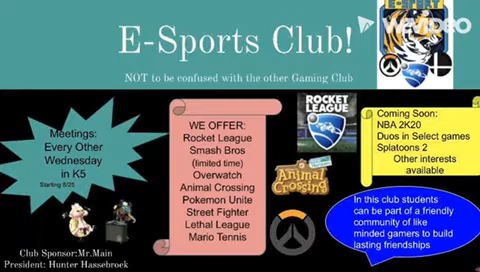 E-SPORT
WeVideo
E-Sports Club!
NOT to be confused with the other Gaming Club
Meetings:
Every Other
Wednesday
in K5
Starting 8/25
WE OFFER:
Rocket League
Smash Bros
(limited time)
Overwatch
Animal Crossing
Pokemon Unite
Street Fighter
Lethal League
Mario Tennis
ROCKET
LEAGUE
Animal
Crossing
Coming Soon:
NBA 2K20
Duos in Select games
Splatoons 2
Other interests
available
In this club students
can be part of a friendly
community of like
minded gamers to build
lasting friendships
Club Sponsor:Mr.Main
President: Hunter Hassebroek